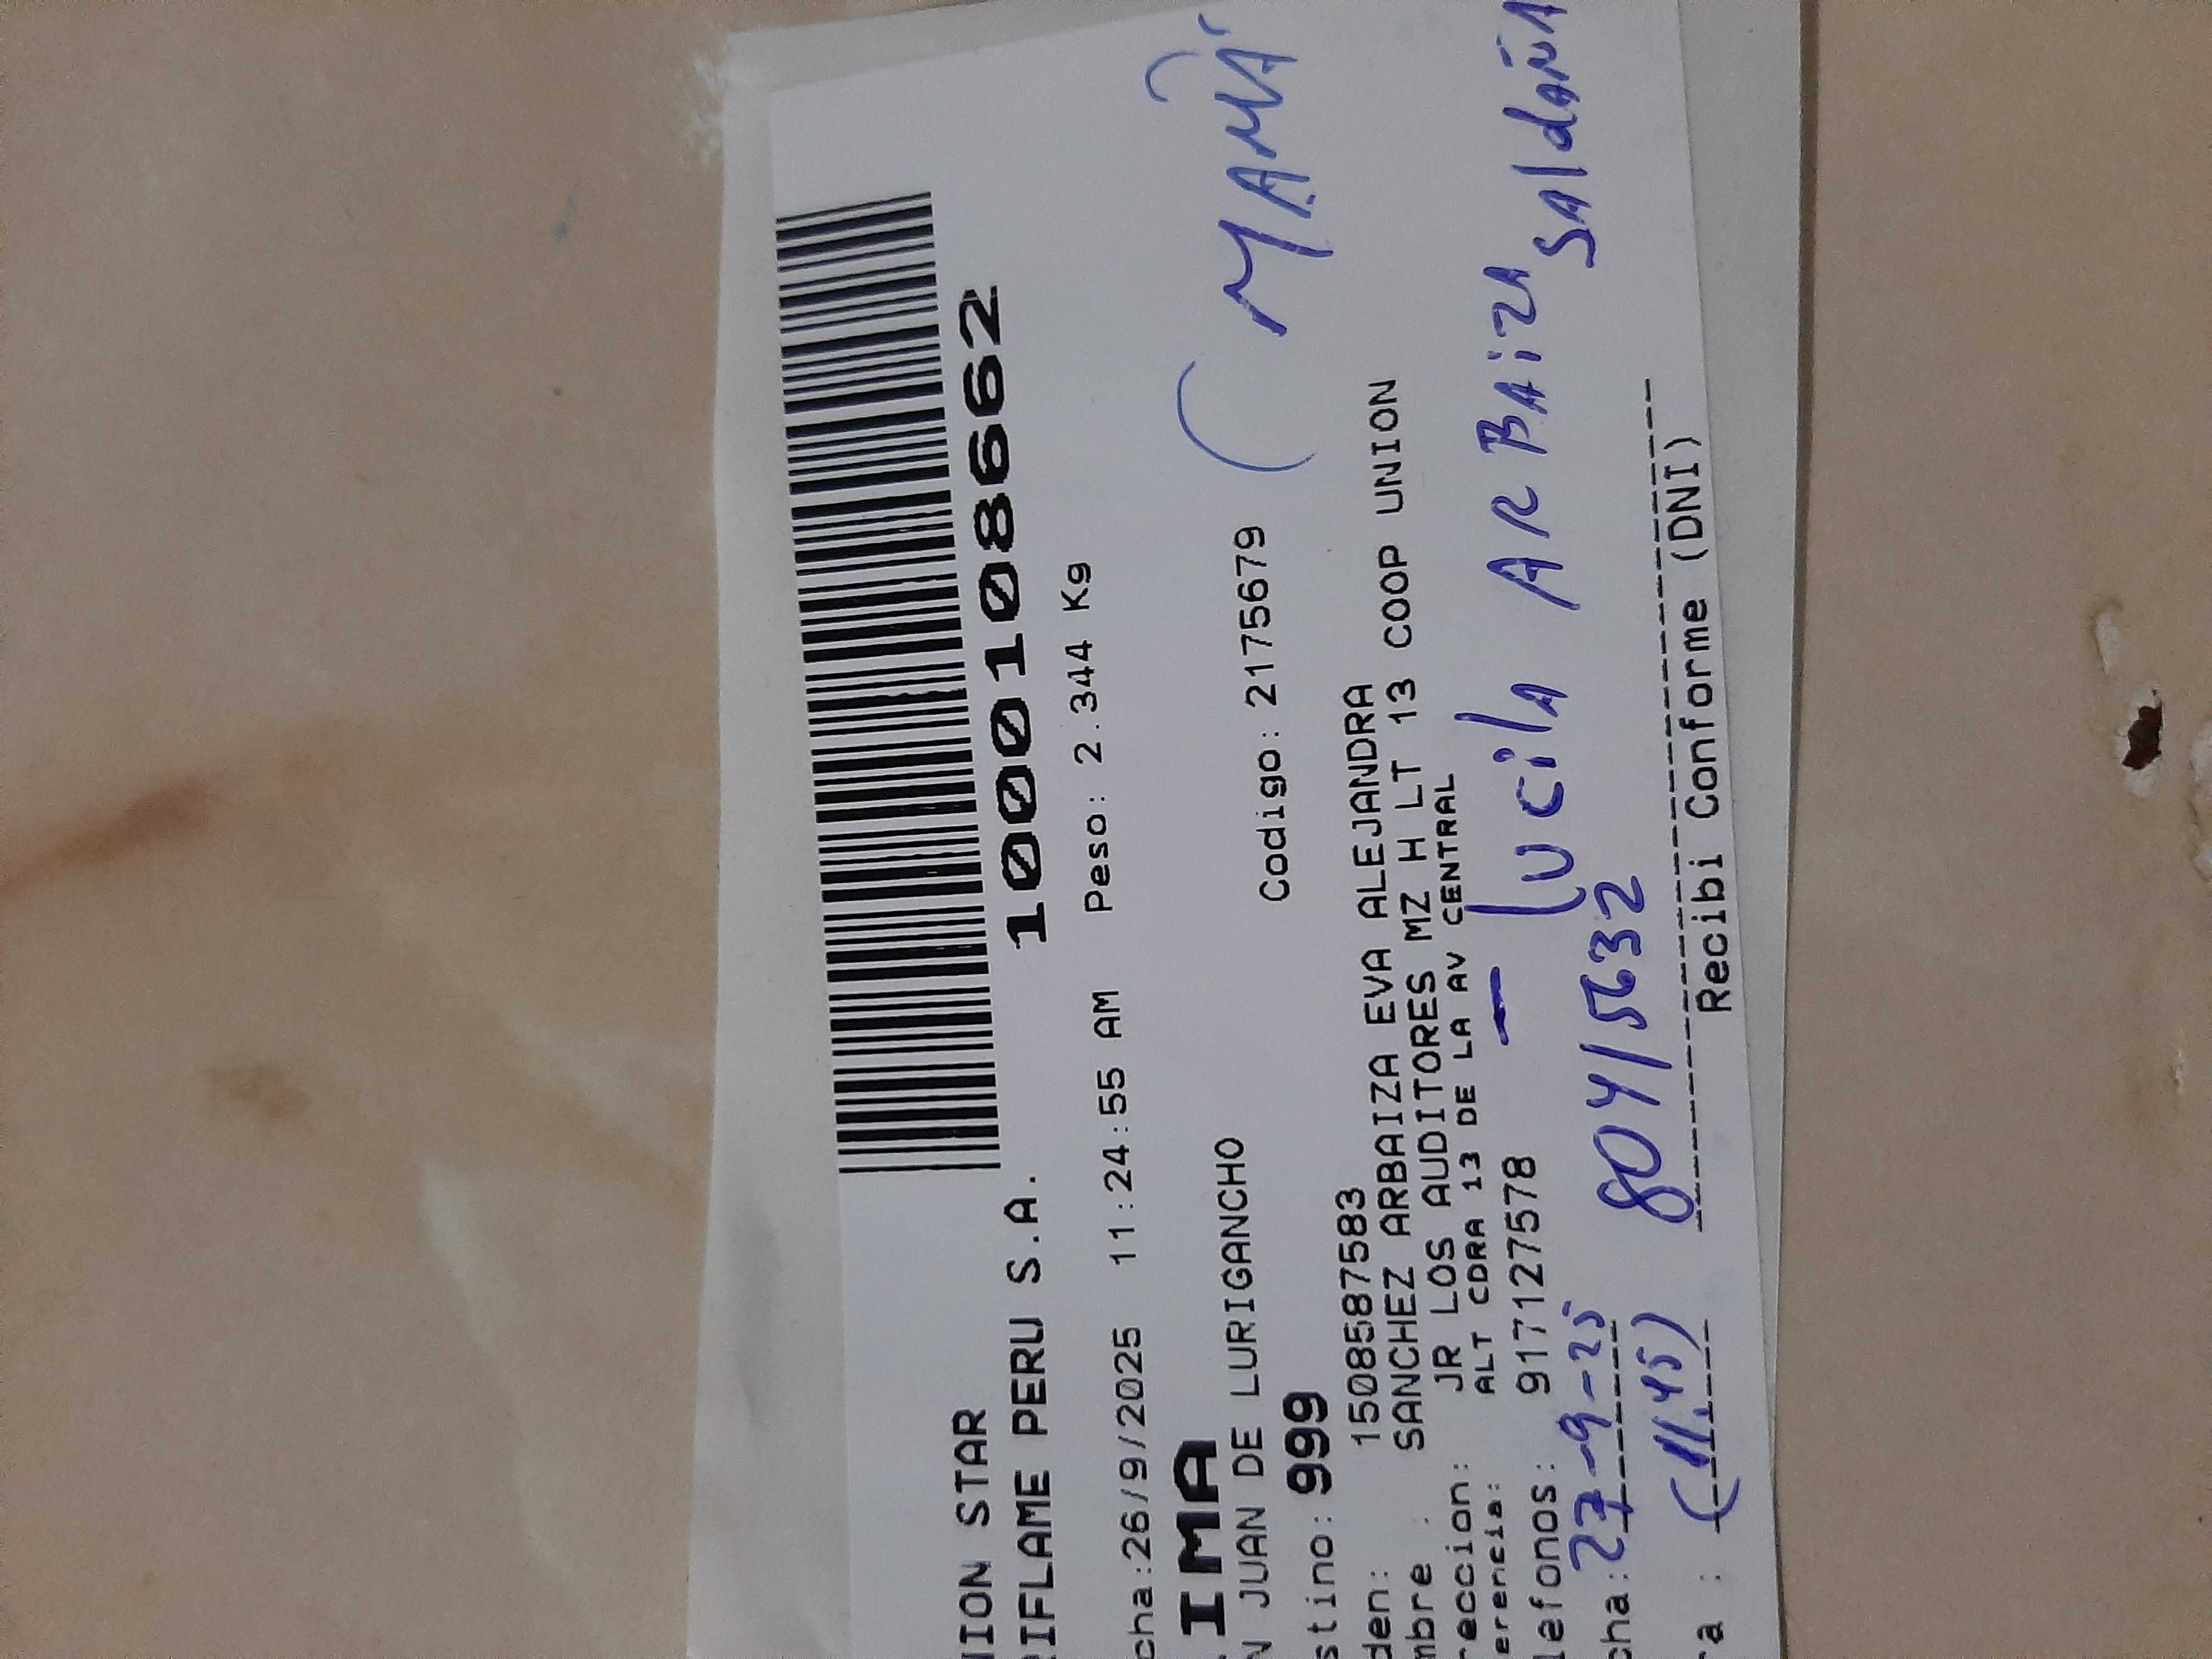 NION STAR
RIFLAME PERU S.A.
1000108662
cha:26/9/2025 11:24:55 AM Peso: 2.344 Kg
IMA
N JUAN DE LURIGANCHO
stino: 999 Codigo: 2175679 (MAMÁ)
den: 1508587583
mbre : SANCHEZ ARBAIZA EVA ALEJANDRA
reccion: JR LOS AUDITORES MZ H LT 13 COOP UNION
erencia: ALT CDRA 13 DE LA AV CENTRAL
lefonos: 917127578 - Lucila ARBAiZA SAldAÑA
cha: 27-9-25 80415632
ra : (11.45)
Recibi Conforme (DNI)